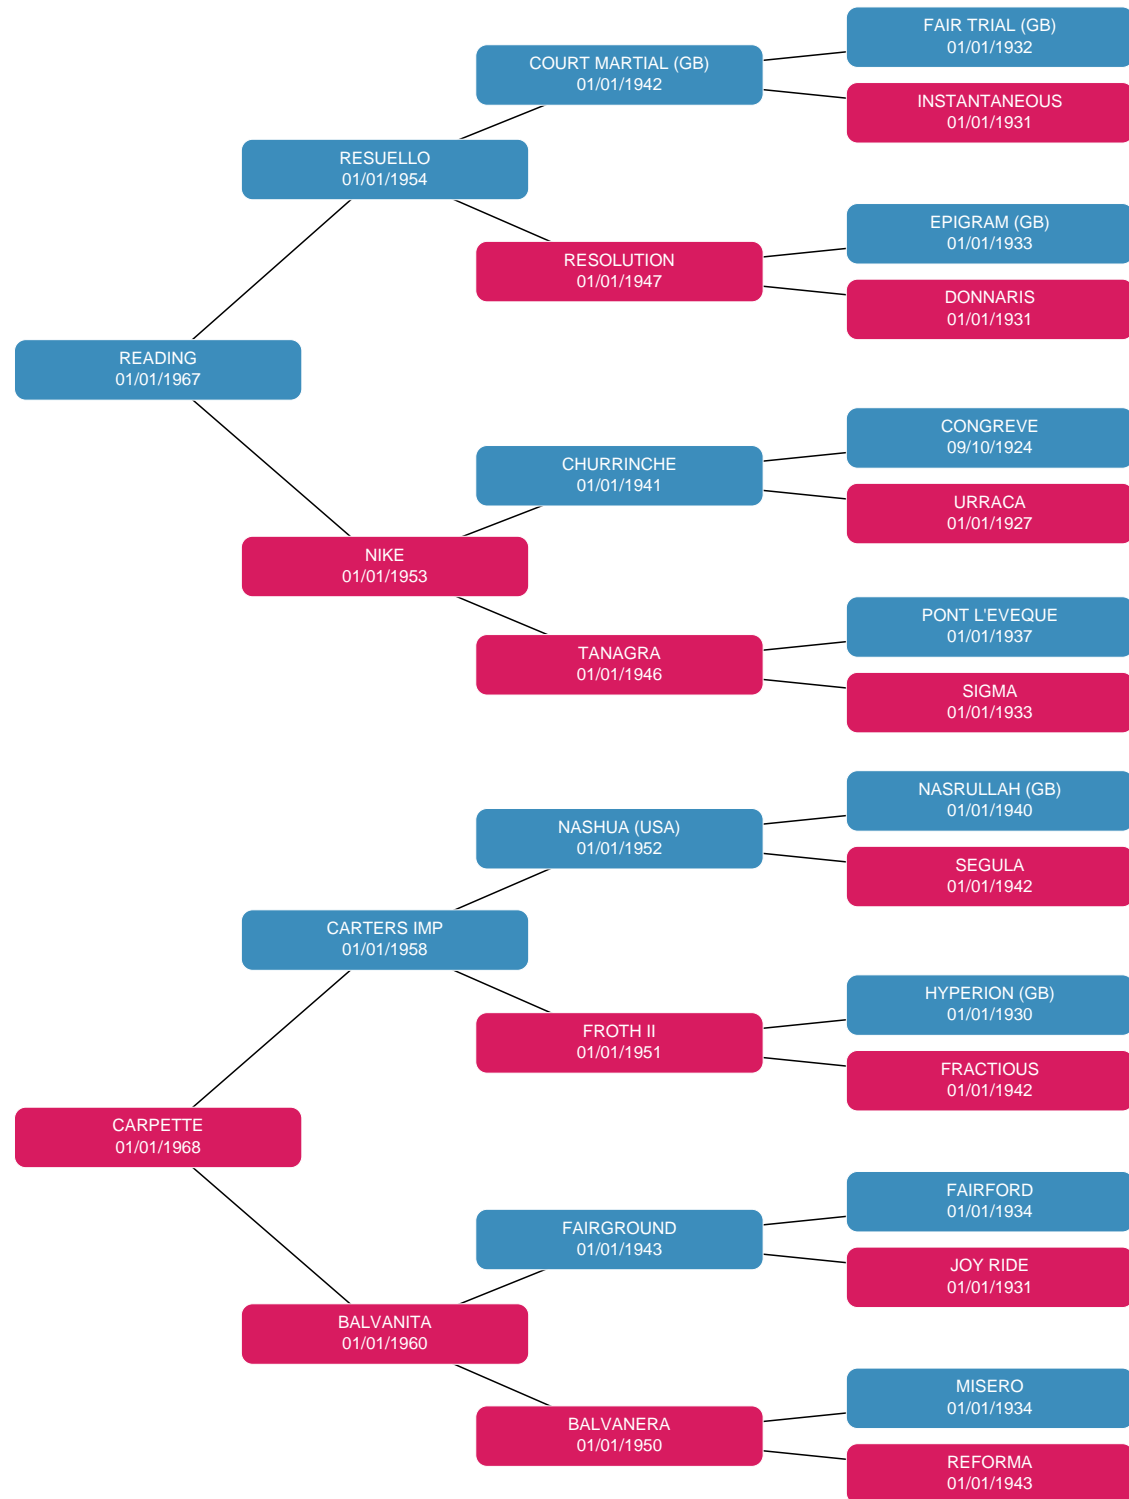 FAIR TRIAL (GB)
01/01/1932
COURT MARTIAL (GB)
01/01/1942
INSTANTANEOUS
01/01/1931
RESUELLO
01/01/1954
EPIGRAM (GB)
01/01/1933
RESOLUTION
01/01/1947
DONNARIS
01/01/1931
READING
01/01/1967
CONGREVE
09/10/1924
CHURRINCHE
01/01/1941
URRACA
01/01/1927
NIKE
01/01/1953
PONT L'EVEQUE
01/01/1937
TANAGRA
01/01/1946
SIGMA
01/01/1933
NASRULLAH (GB)
01/01/1940
NASHUA (USA)
01/01/1952
SEGULA
01/01/1942
CARTERS IMP
01/01/1958
HYPERION (GB)
01/01/1930
FROTH II
01/01/1951
FRACTIOUS
01/01/1942
CARPETTE
01/01/1968
FAIRFORD
01/01/1934
FAIRGROUND
01/01/1943
JOY RIDE
01/01/1931
BALVANITA
01/01/1960
MISERO
01/01/1934
BALVANERA
01/01/1950
REFORMA
01/01/1943